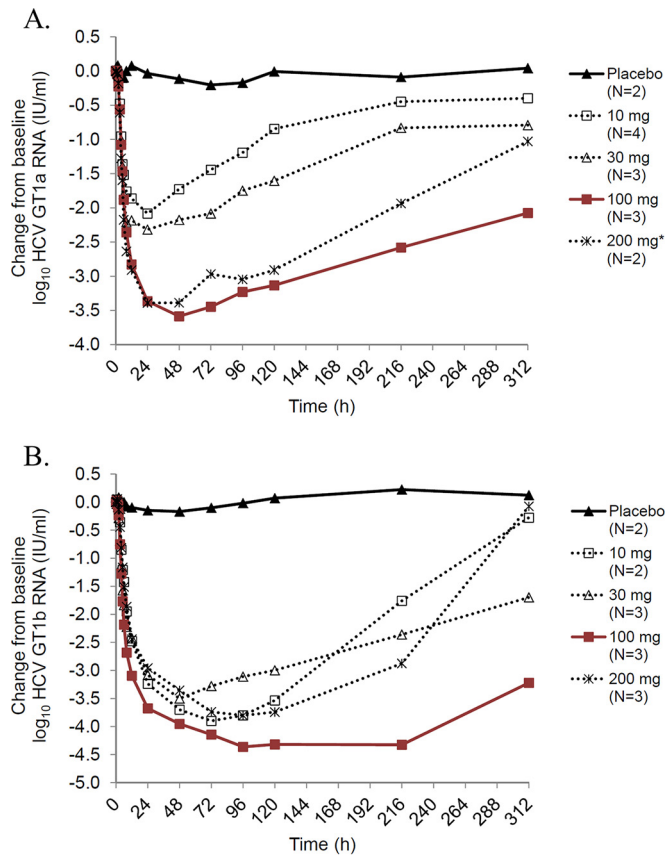 A.
0.5
0.0
-0.5
-1.0
-1.5
-2.0
-2.5
-3.0
-3.5
-4.0
Change from baseline
log10 HCV GT1a RNA (IU/ml)
0 24 48 72 96 120 144 168 192 216 240 264 288 312
Time (h)
Placebo
(N=2)
10 mg
(N=4)
30 mg
(N=3)
100 mg
(N=3)
200 mg*
(N=2)
B.
0.5
0.0
-0.5
-1.0
-1.5
-2.0
-2.5
-3.0
-3.5
-4.0
-4.5
-5.0
Change from baseline
log10 HCV GT1b RNA (IU/ml)
0 24 48 72 96 120 144 168 192 216 240 264 288 312
Time (h)
Placebo
(N=2)
10 mg
(N=2)
30 mg
(N=3)
100 mg
(N=3)
200 mg
(N=3)